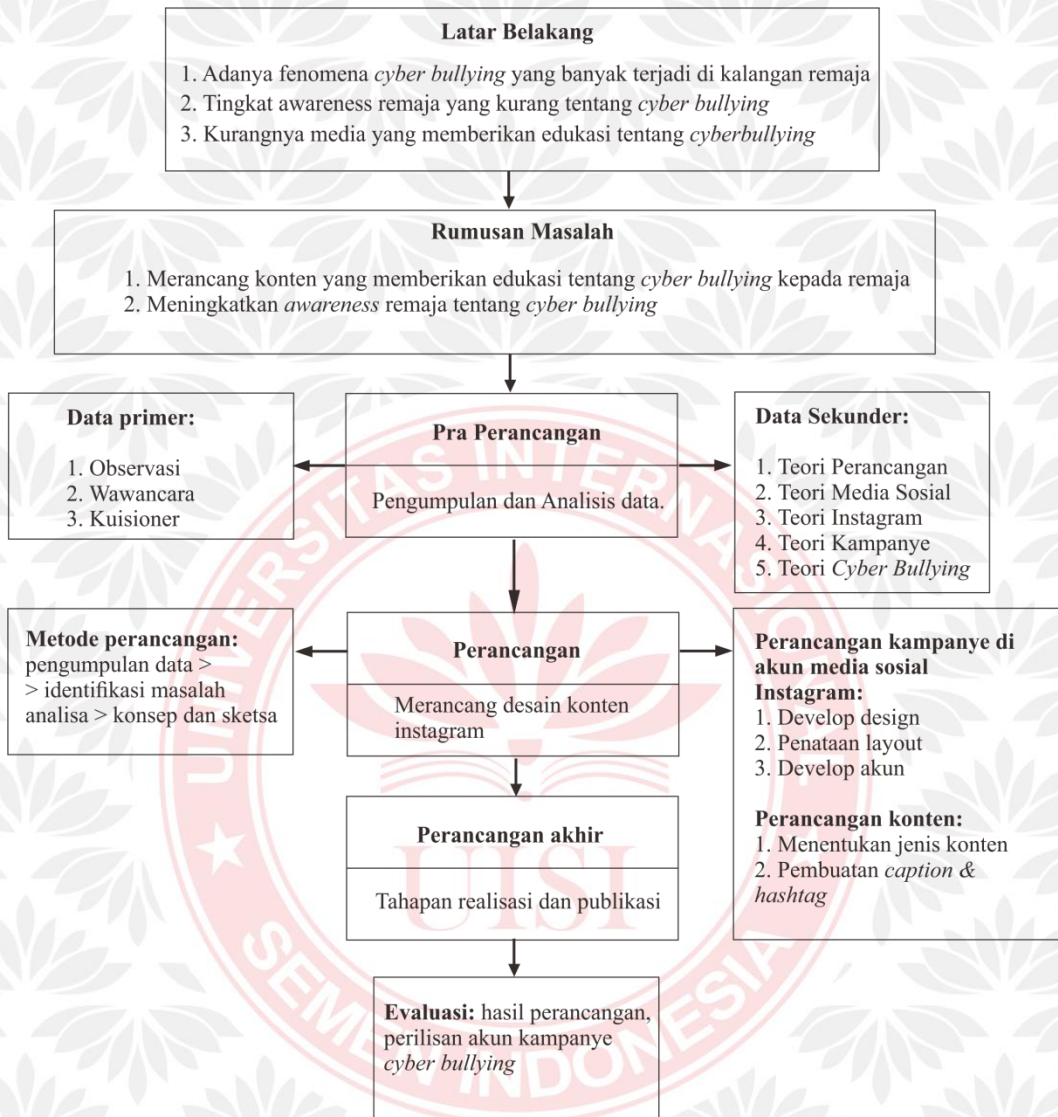 Latar Belakang
1. Adanya fenomena cyber bullying yang banyak terjadi di kalangan remaja
2. Tingkat awareness remaja yang kurang tentang cyber bullying
3. Kurangnya media yang memberikan edukasi tentang cyberbullying
Rumusan Masalah
1. Merancang konten yang memberikan edukasi tentang cyber bullying kepada remaja
2. Meningkatkan awareness remaja tentang cyber bullying
Data primer:
1. Observasi
2. Wawancara
3. Kuisioner
Pra Perancangan
Pengumpulan dan Analisis data.
Data Sekunder:
1. Teori Perancangan
2. Teori Media Sosial
3. Teori Instagram
4. Teori Kampanye
5. Teori Cyber Bullying
Metode perancangan:
pengumpulan data >
> identifikasi masalah
analisa > konsep dan sketsa
Perancangan
Merancang desain konten
instagram
Perancangan kampanye di
akun media sosial
Instagram:
1. Develop design
2. Penataan layout
3. Develop akun
Perancangan konten:
1. Menentukan jenis konten
2. Pembuatan caption &
hashtag
Perancangan akhir
Tahapan realisasi dan publikasi
Evaluasi: hasil perancangan,
perilisan akun kampanye
cyber bullying
UNIVERSITAS INTERNASIONAL
UISI
SEMEN INDONESIA